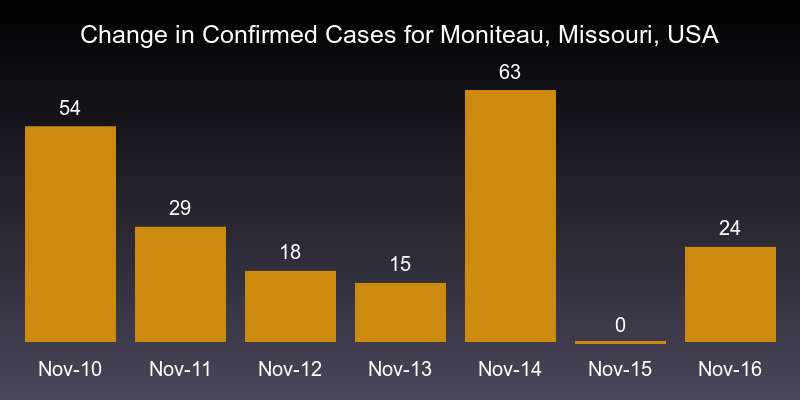 Change in Confirmed Cases for Moniteau, Missouri, USA
54
29
18
15
63
0
24
Nov-10
Nov-11
Nov-12
Nov-13
Nov-14
Nov-15
Nov-16